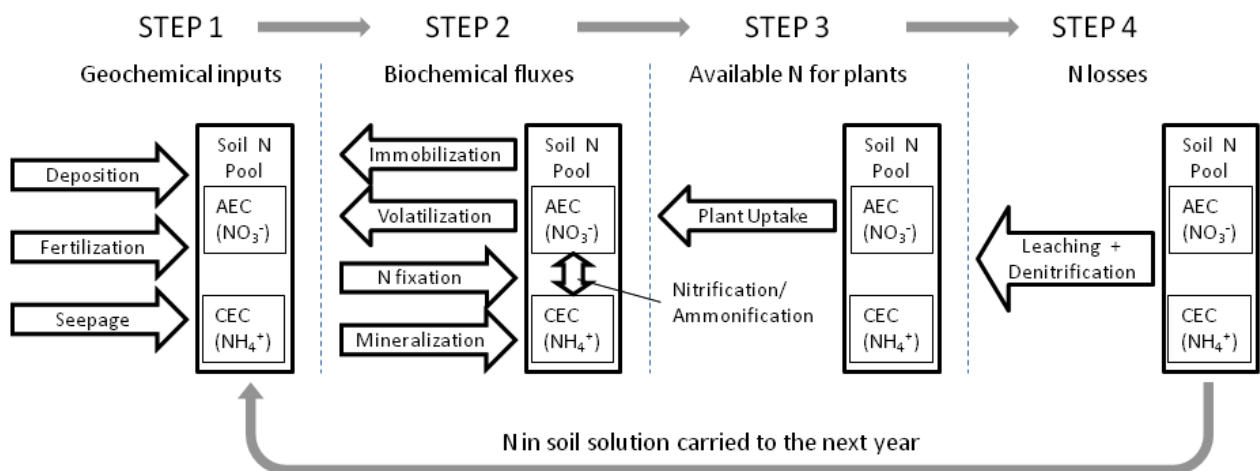 STEP 1
STEP 2
STEP 3
STEP 4
Geochemical inputs
Biochemical fluxes
Available N for plants
N losses
Deposition
Fertilization
Seepage
Soil N
Pool
AEC
(NO₃⁻)
CEC
(NH₄⁺)
Immobilization
Volatilization
N fixation
Mineralization
Soil N
Pool
AEC
(NO₃⁻)
CEC
(NH₄⁺)
Nitrification/
Ammonification
Plant Uptake
Soil N
Pool
AEC
(NO₃⁻)
CEC
(NH₄⁺)
Leaching +
Denitrification
Soil N
Pool
AEC
(NO₃⁻)
CEC
(NH₄⁺)
N in soil solution carried to the next year